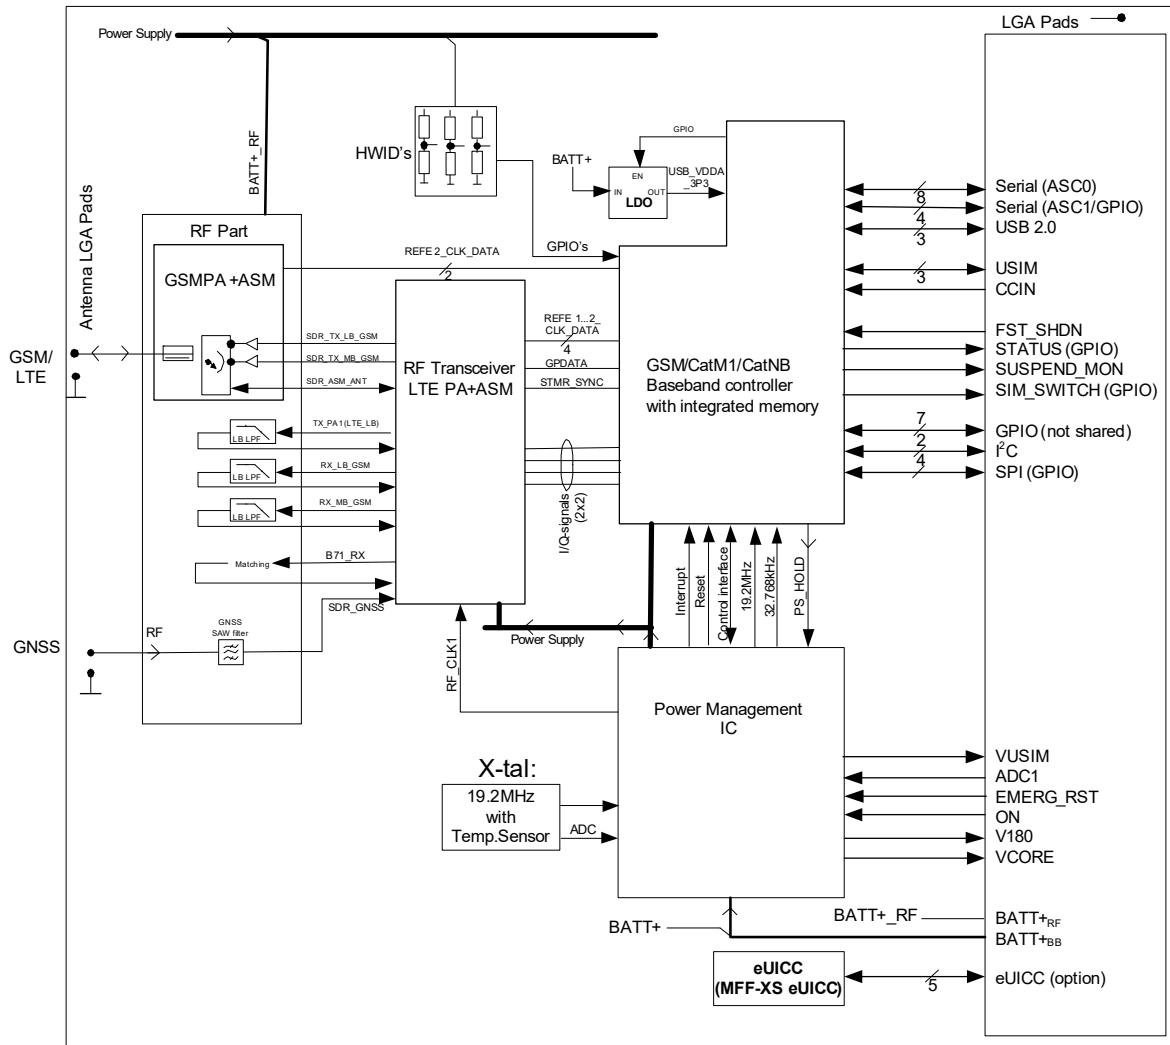 LGA Pads
Power Supply
HWID's
BATT+_RF
GPIO
BATT+
EN
IN
OUT
LDO
USB_VDDA
_3P3
Serial (ASC0)
8
Serial (ASC1/GPIO)
4
USB 2.0
3
USIM
3
CCIN
FST_SHDN
STATUS (GPIO)
SUSPEND_MON
SIM_SWITCH (GPIO)
7
GPIO (not shared)
2
I2C
4
SPI (GPIO)
Antenna LGA Pads
RF Part
GSMPA +ASM
REFE 2_CLK_DATA
2
GPIO's
GSM/
LTE
SDR_TX_LB_GSM
SDR_TX_MB_GSM
SDR_ASM_ANT
RF Transceiver
LTE PA+ASM
REFE 1...2_
CLK_DATA
4
GPDATA
STMR_SYNC
GSM/CatM1/CatNB
Baseband controller
with integrated memory
TX_PA1(LTE_LB)
LB LPF
RX_LB_GSM
LB LPF
RX_MB_GSM
LB LPF
B71_RX
Matching
SDR_GNSS
I/Q-signals
(2x2)
GNSS
RF
GNSS
SAW filter
Interrupt
Reset
Control interface
19.2MHz
32.768kHz
PS_HOLD
Power Supply
RF_CLK1
Power Management
IC
X-tal:
19.2MHz
with
Temp.Sensor
ADC
VUSIM
ADC1
EMERG_RST
ON
V180
VCORE
BATT+
BATT+_RF
BATT+RF
BATT+BB
eUICC
(MFF-XS eUICC)
5
eUICC (option)